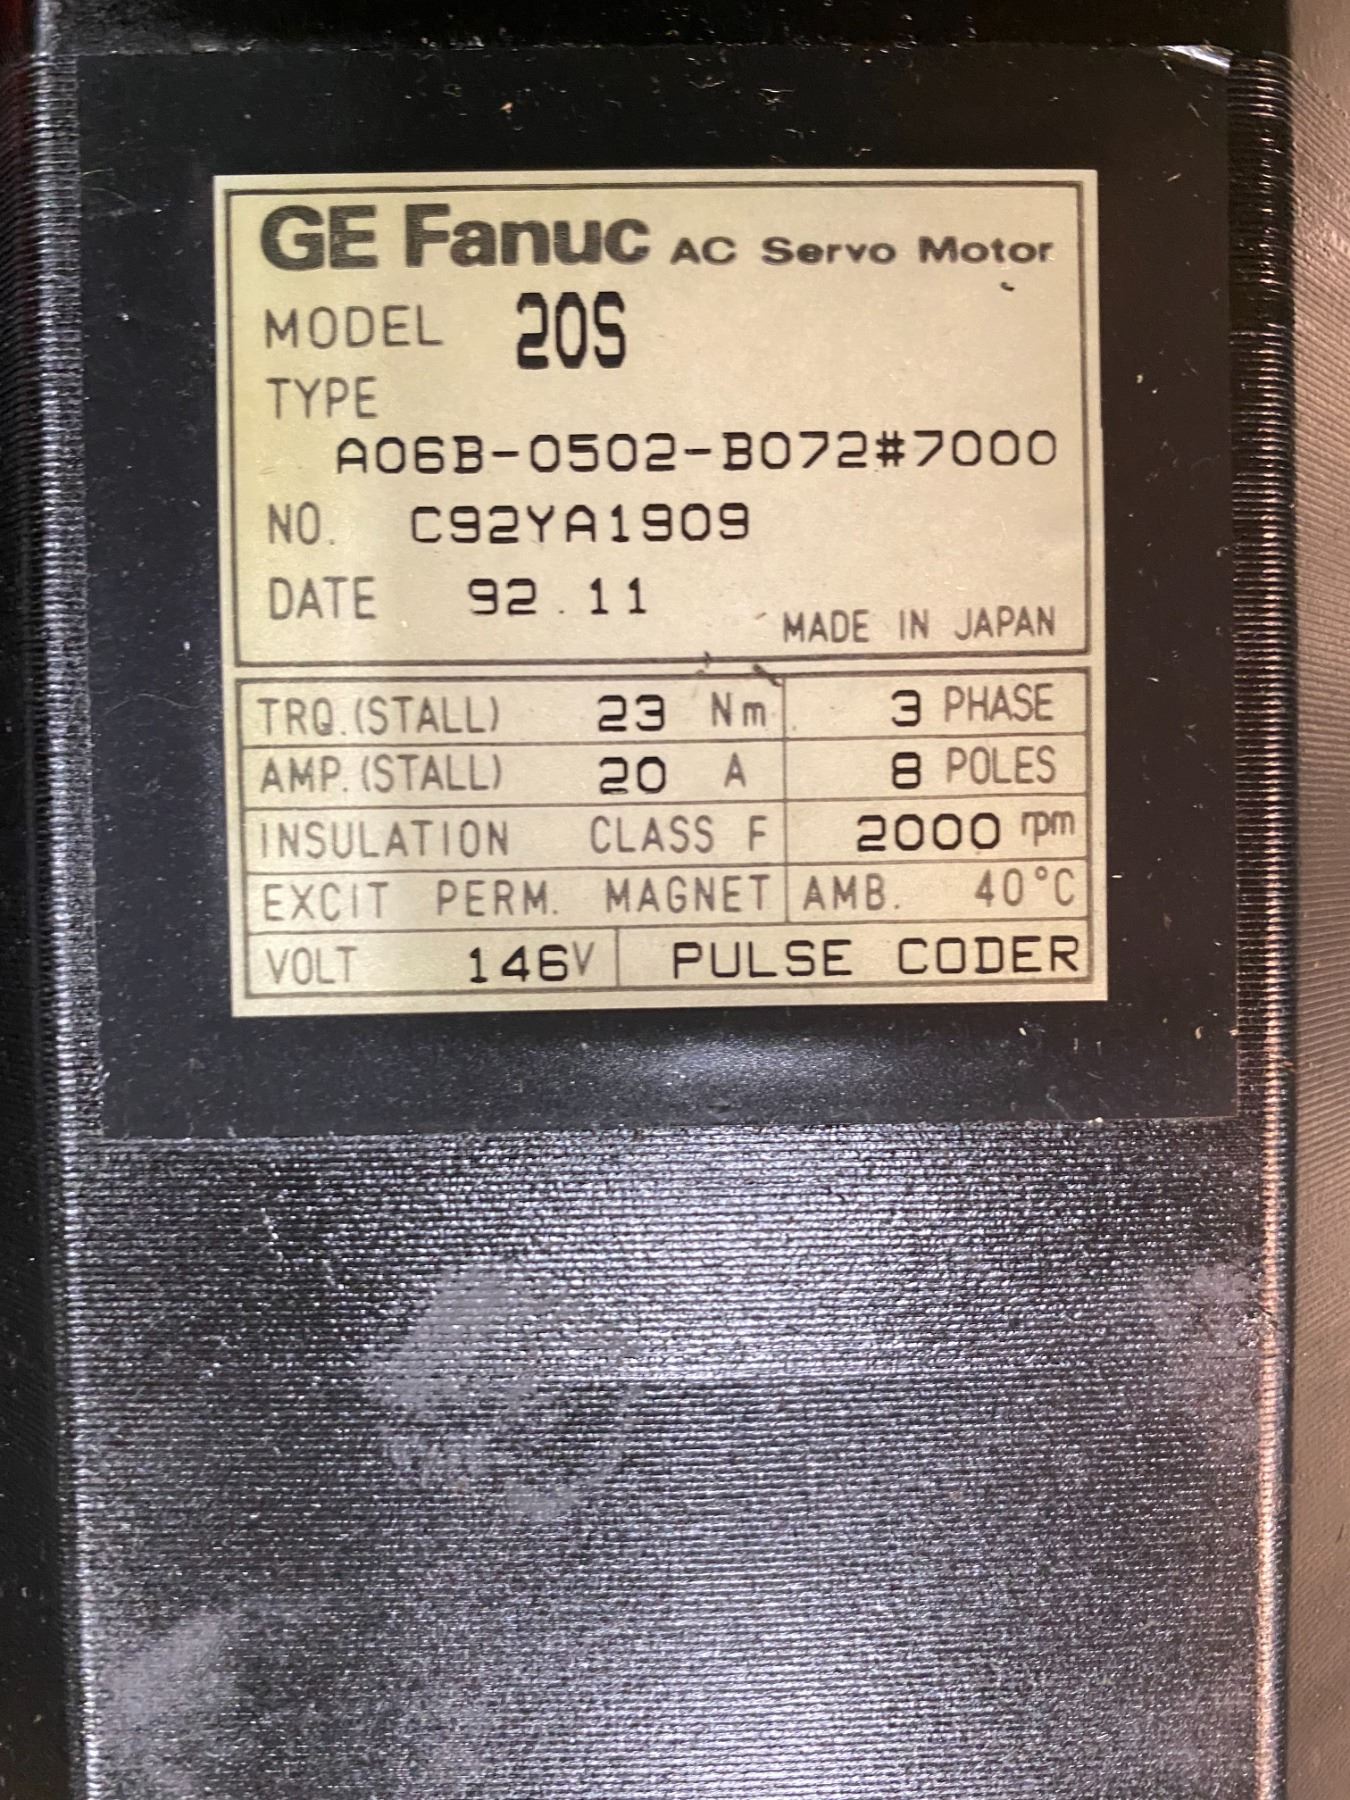 GE Fanuc AC Servo Motor
MODEL 20S
TYPE
A06B-0502-B072#7000
NO. C92YA1909
DATE 92.11
MADE IN JAPAN
TRQ.(STALL) 23 Nm 3 PHASE
AMP.(STALL) 20 A 8 POLES
INSULATION CLASS F 2000 rpm
EXCIT PERM. MAGNET AMB. 40°C
VOLT 146V PULSE CODER